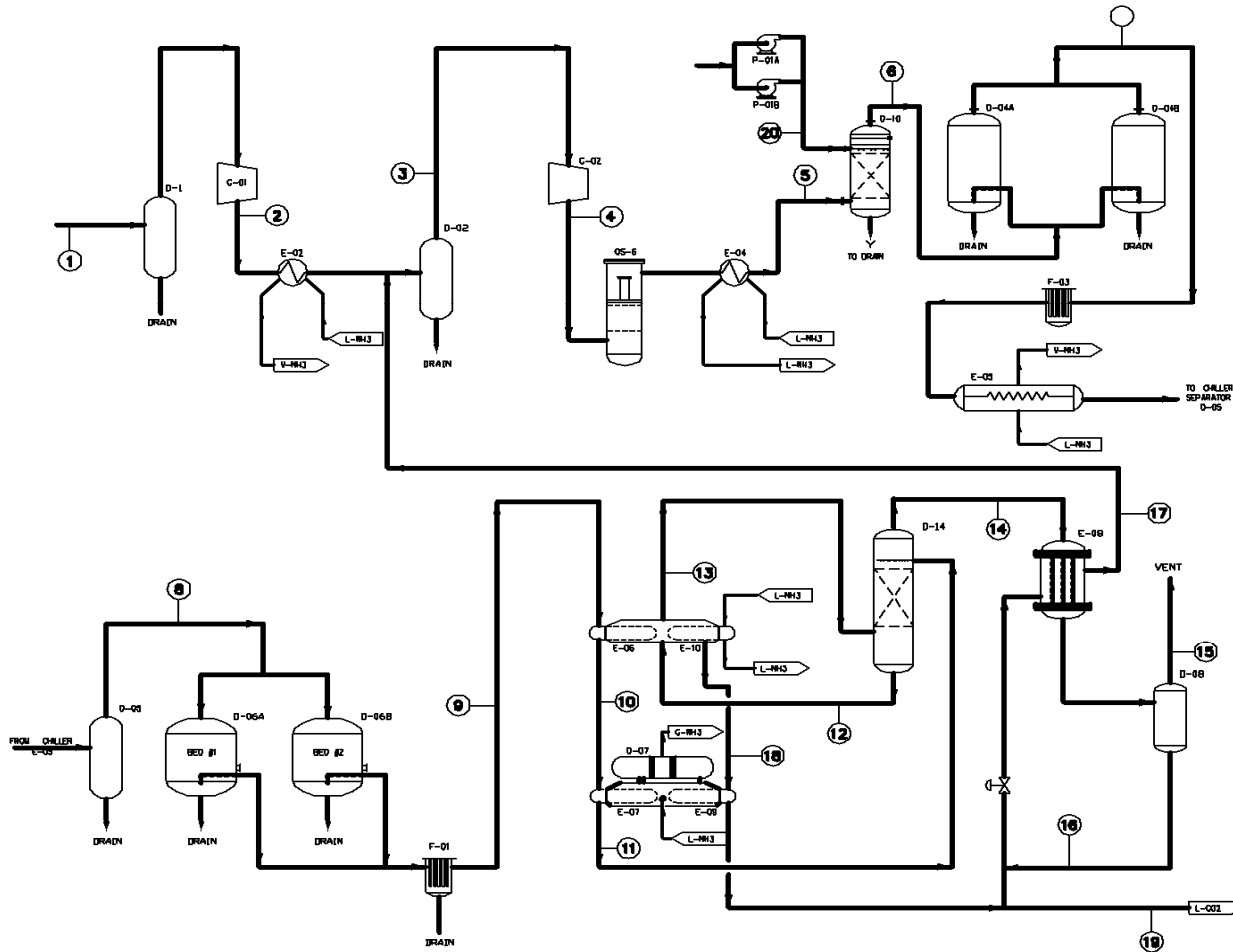 P-01A
6
P-01B
D-10
D-04A
D-04B
20
C-02
3
5
D-1
C-01
2
4
D-02
1
E-02
OS-6
E-04
TO DRAIN
DRAIN
DRAIN
F-03
DRAIN
L-NH3
L-NH3
V-NH3
V-NH3
DRAIN
V-NH3
L-NH3
E-05
TO CHILLER
SEPARATOR
D-05
L-NH3
14
D-14
17
E-08
13
VENT
8
L-NH3
E-06
E-10
15
L-NH3
D-08
9
10
D-05
D-06A
D-06B
12
FROM CHILLER
E-05
BED #1
BED #2
G-NH3
D-07
18
E-07
E-09
DRAIN
DRAIN
DRAIN
F-01
L-NH3
11
16
DRAIN
L-CO2
19